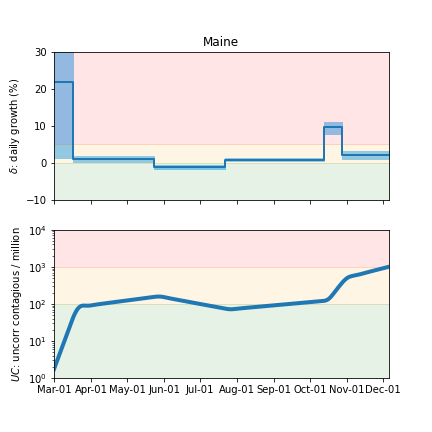 Maine
30
20
10
0
−10
δ: daily growth (%)
10⁴
10³
10²
10¹
10⁰
UC: uncorr contagious / million
Mar-01 Apr-01 May-01 Jun-01 Jul-01 Aug-01 Sep-01 Oct-01 Nov-01 Dec-01